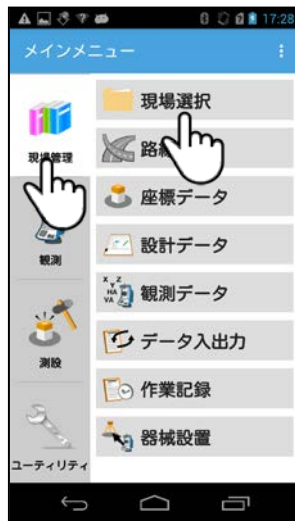 17:28
メインメニュー
現場管理
観測
測設
ユーティリティ
現場選択
路線
座標データ
設計データ
X Y Z
HA
VA
観測データ
データ入出力
作業記録
器械設置